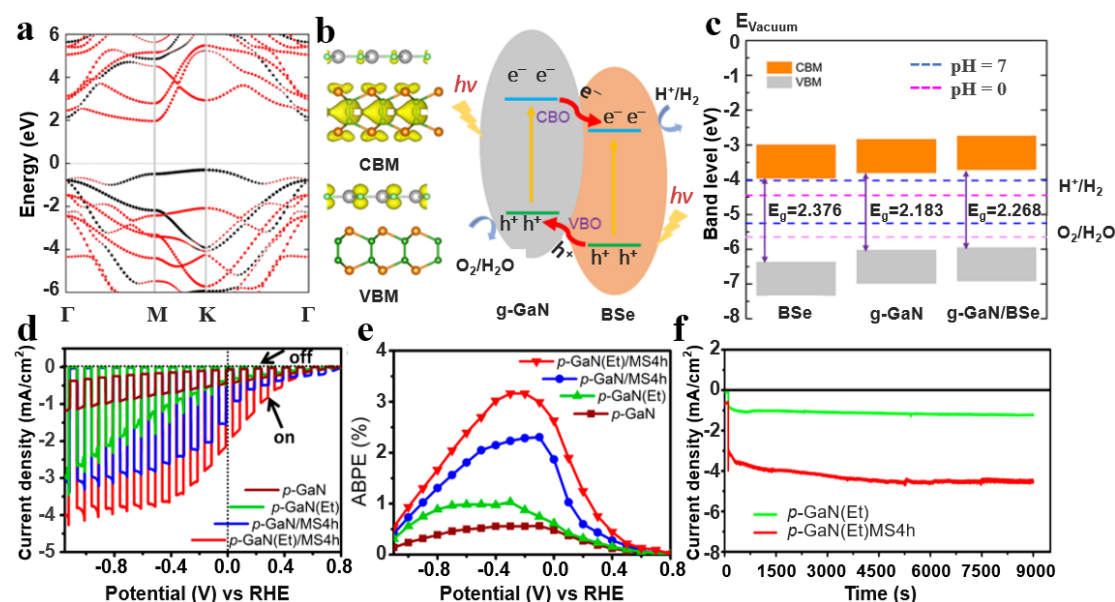 a
Energy (eV)
6
4
2
0
-2
-4
6
Γ
M
K
Γ
b
hν
CBM
VBM
e⁻ e⁻
CBO
e⁻
e⁻ e⁻
H⁺/H₂
hν
h⁺ h⁺
VBO
h⁺
h⁺ h⁺
O₂/H₂O
g-GaN
BSe
c
E_Vacuum
Band level (eV)
0
-1
-2
-3
-4
-5
-6
-7
-8
CBM
VBM
pH = 7
pH = 0
H⁺/H₂
E_g=2.376
E_g=2.183
E_g=2.268
O₂/H₂O
BSe
g-GaN
g-GaN/BSe
d
Current density (mA/cm²)
0
-1
-2
-3
-4
-5
off
on
p-GaN
p-GaN(Et)
p-GaN/MS4h
p-GaN(Et)/MS4h
-0.8
-0.4
0.0
0.4
0.8
Potential (V) vs RHE
e
ABPE (%)
4
3
2
1
0
p-GaN(Et)/MS4h
p-GaN/MS4h
p-GaN(Et)
p-GaN
-0.8
-0.4
0.0
0.4
0.8
Potential (V) vs RHE
f
Current density (mA/cm²)
2
0
-2
-4
-6
-8
p-GaN(Et)
p-GaN(Et)MS4h
0
1500
3000
4500
6000
7500
9000
Time (s)